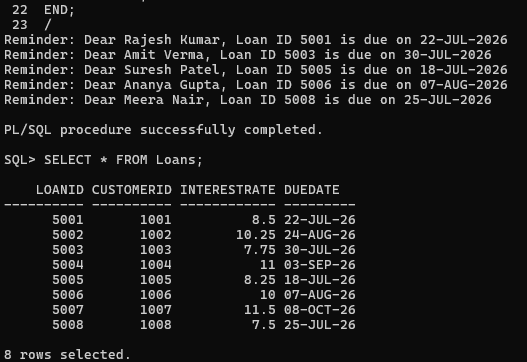 22  END;
 23  /
Reminder: Dear Rajesh Kumar, Loan ID 5001 is due on 22-JUL-2026
Reminder: Dear Amit Verma, Loan ID 5003 is due on 30-JUL-2026
Reminder: Dear Suresh Patel, Loan ID 5005 is due on 18-JUL-2026
Reminder: Dear Ananya Gupta, Loan ID 5006 is due on 07-AUG-2026
Reminder: Dear Meera Nair, Loan ID 5008 is due on 25-JUL-2026

PL/SQL procedure successfully completed.

SQL> SELECT * FROM Loans;

    LOANID CUSTOMERID INTERESTRATE DUEDATE
---------- ---------- ------------ ---------
      5001       1001          8.5 22-JUL-26
      5002       1002        10.25 24-AUG-26
      5003       1003         7.75 30-JUL-26
      5004       1004           11 03-SEP-26
      5005       1005         8.25 18-JUL-26
      5006       1006           10 07-AUG-26
      5007       1007         11.5 08-OCT-26
      5008       1008          7.5 25-JUL-26

8 rows selected.